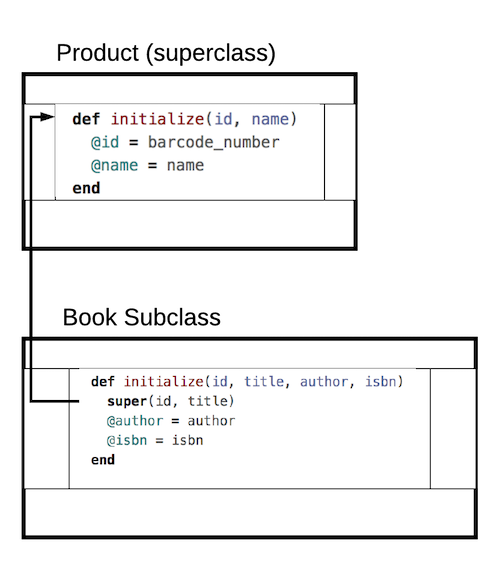 Product (superclass)
def initialize(id, name)
@id = barcode_number
@name = name
end
Book Subclass
def initialize(id, title, author, isbn)
super(id, title)
@author = author
@isbn = isbn
end